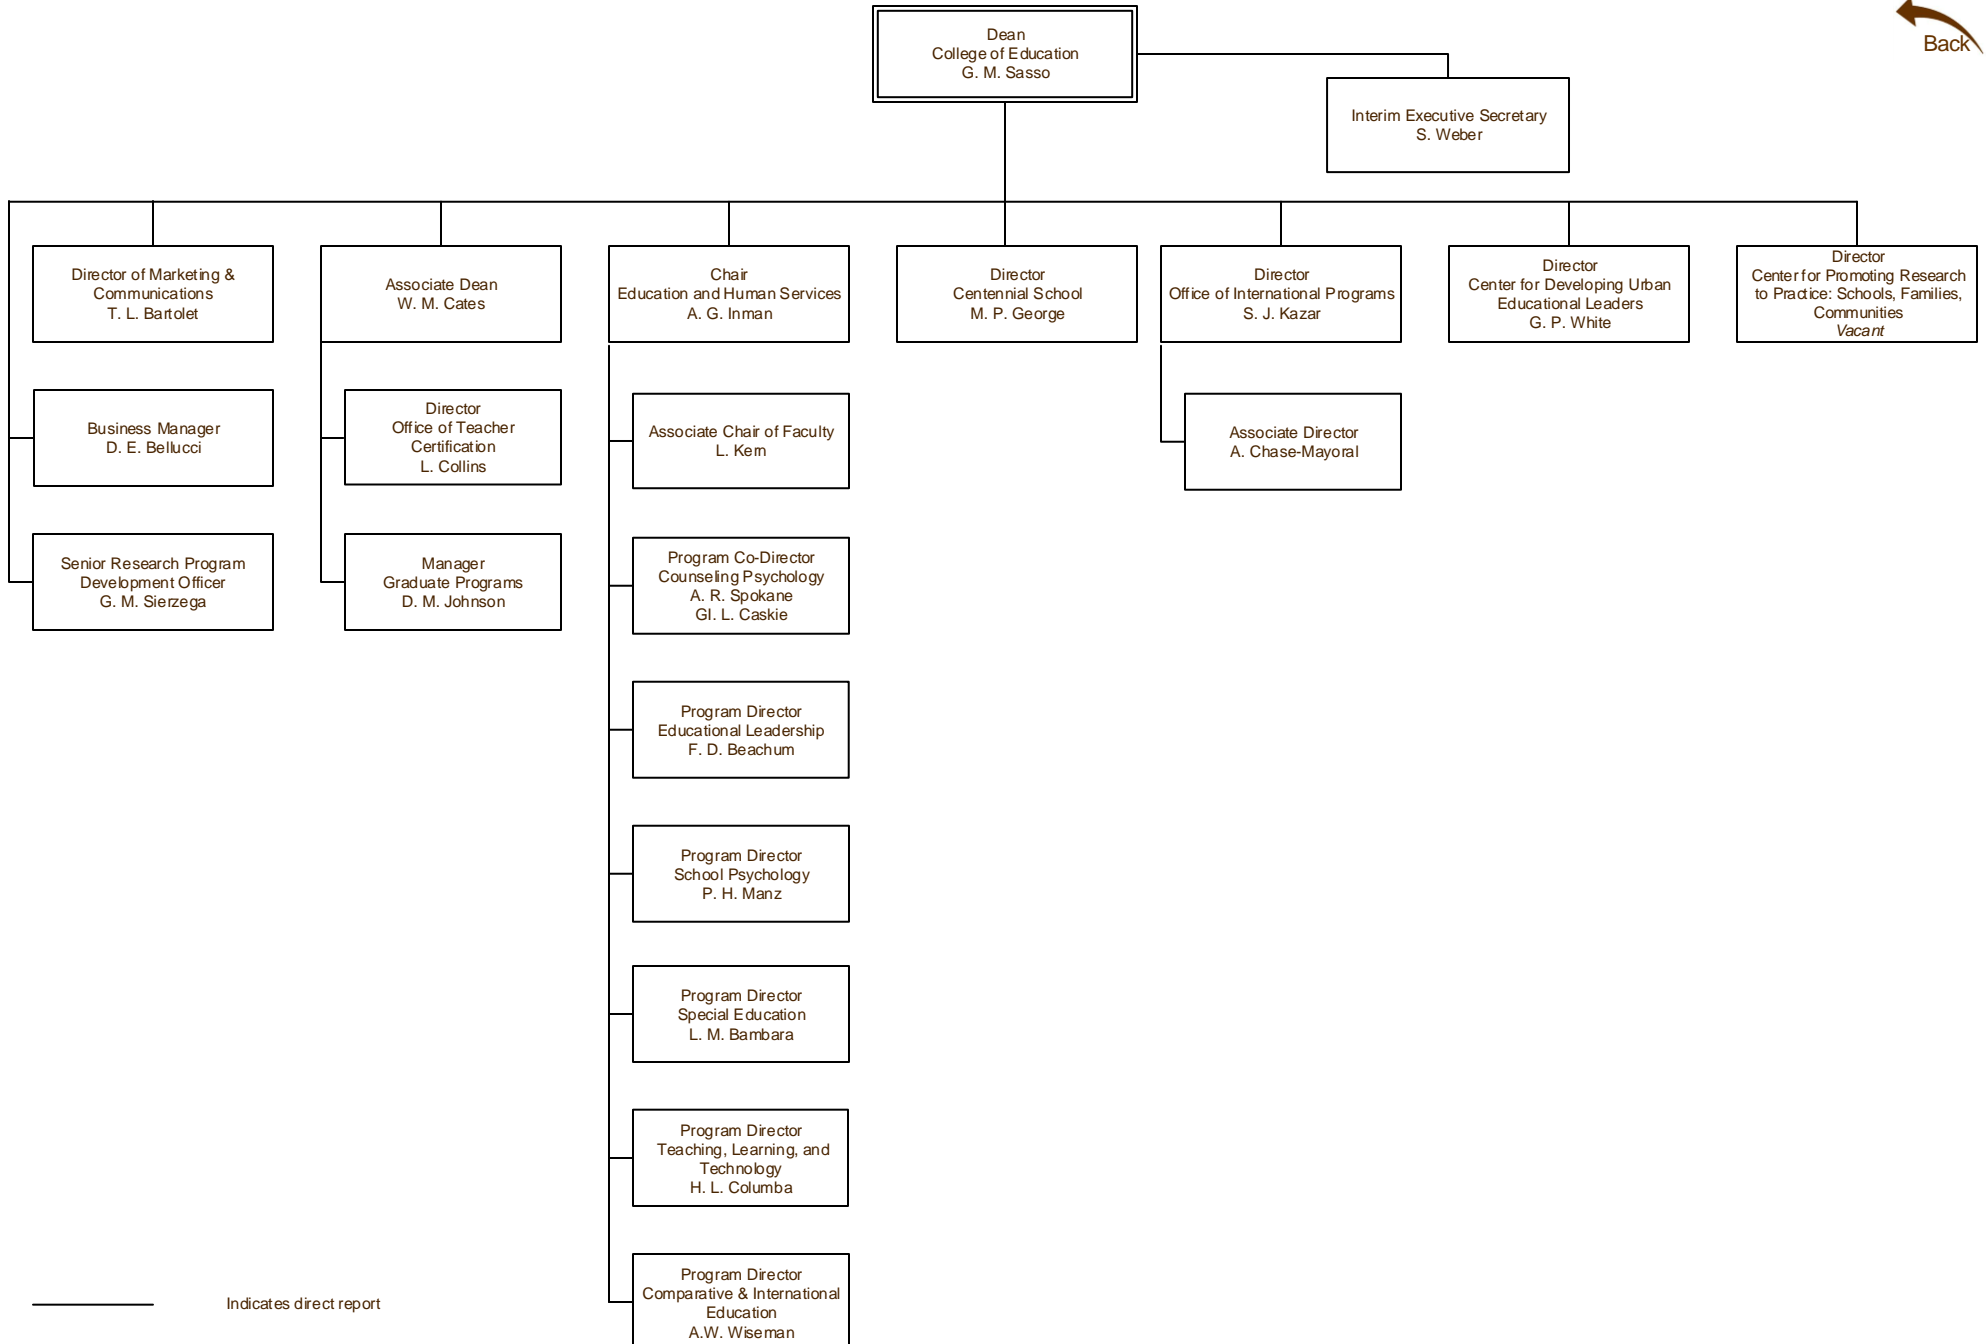 Dean
College of Education
G. M. Sasso
Back
Interim Executive Secretary
S. Weber
Director of Marketing &
Communications
T. L. Bartolet
Associate Dean
W. M. Cates
Chair
Education and Human Services
A. G. Inman
Director
Centennial School
M. P. George
Director
Office of International Programs
S. J. Kazar
Director
Center for Developing Urban
Educational Leaders
G. P. White
Director
Center for Promoting Research
to Practice: Schools, Families,
Communities
Vacant
Business Manager
D. E. Bellucci
Director
Office of Teacher
Certification
L. Collins
Associate Chair of Faculty
L. Kern
Associate Director
A. Chase-Mayoral
Senior Research Program
Development Officer
G. M. Sierzega
Manager
Graduate Programs
D. M. Johnson
Program Co-Director
Counseling Psychology
A. R. Spokane
GI. L. Caskie
Program Director
Educational Leadership
F. D. Beachum
Program Director
School Psychology
P. H. Manz
Program Director
Special Education
L. M. Bambara
Program Director
Teaching, Learning, and
Technology
H. L. Columba
Program Director
Comparative & International
Education
A.W. Wiseman
Indicates direct report